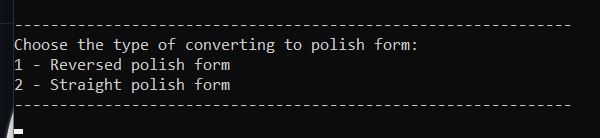 --------------------------------------------------------------
Choose the type of converting to polish form:
1 - Reversed polish form
2 - Straight polish form
--------------------------------------------------------------